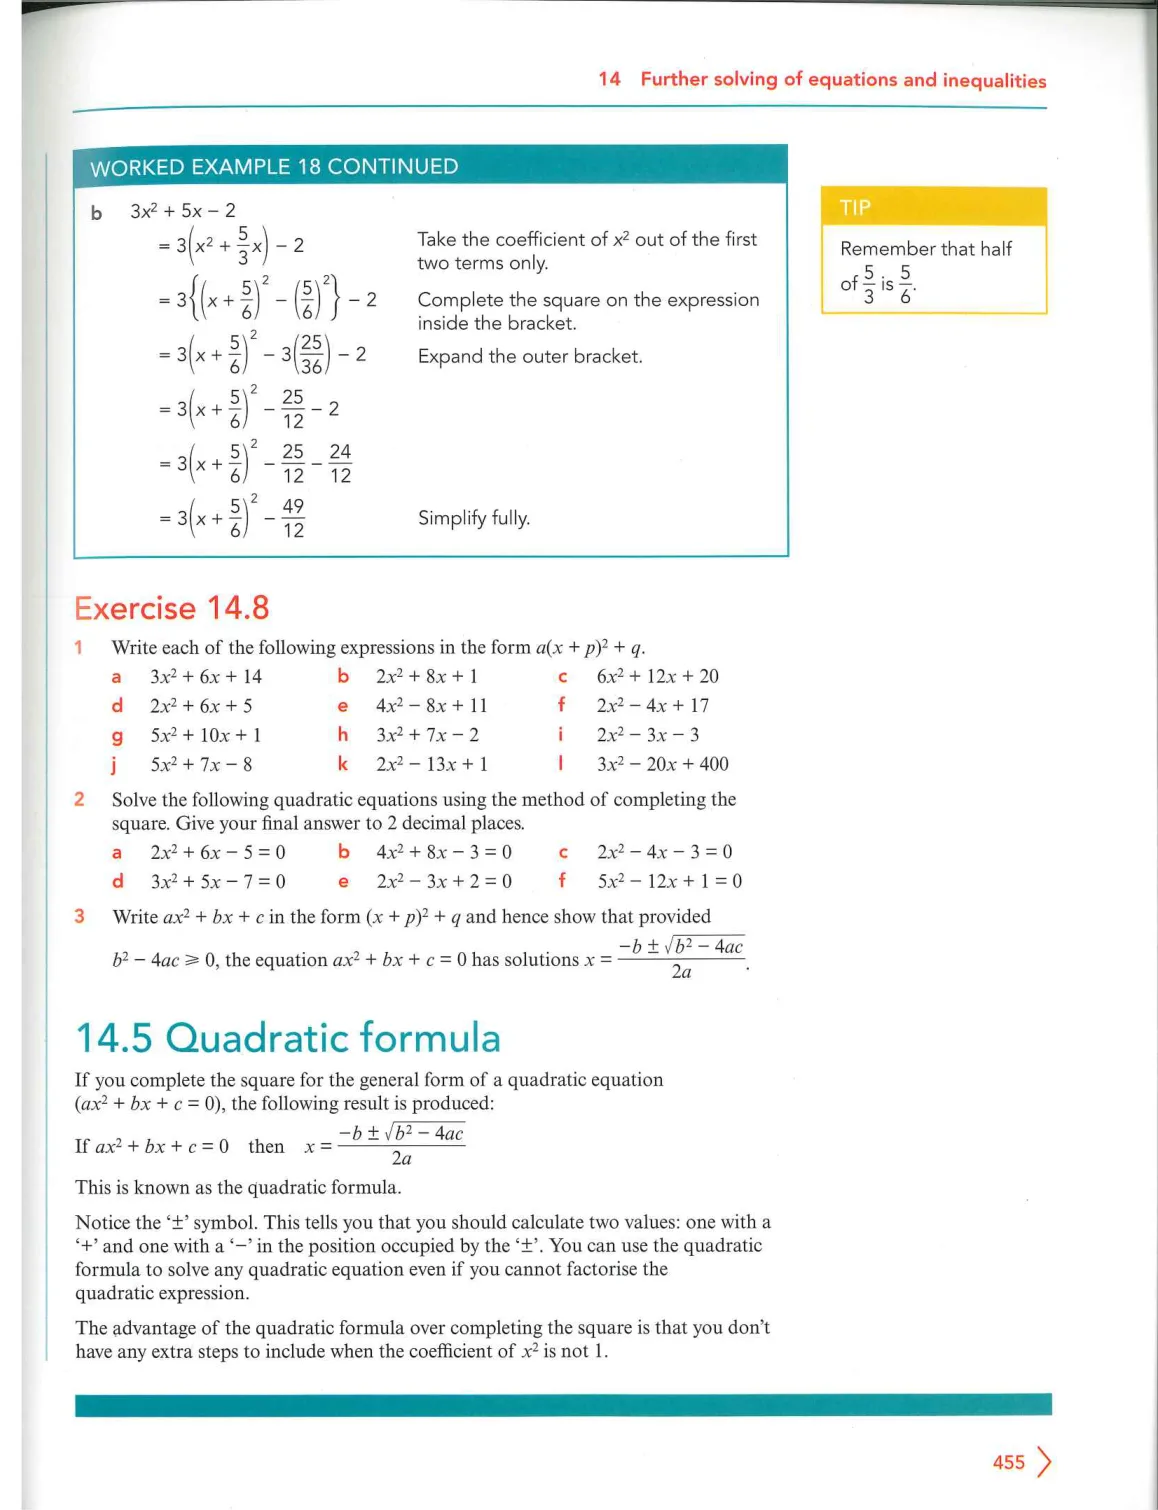 14 Further solving of equations and inequalities
WORKED EXAMPLE 18 CONTINUED
b 3x² + 5x − 2
= 3(x² + 5/3 x) − 2
Take the coefficient of x² out of the first
two terms only.
= 3{(x + 5/6)² − (5/6)²} − 2
Complete the square on the expression
inside the bracket.
= 3(x + 5/6)² − 3(25/36) − 2
Expand the outer bracket.
= 3(x + 5/6)² − 25/12 − 2
= 3(x + 5/6)² − 25/12 − 24/12
= 3(x + 5/6)² − 49/12
Simplify fully.
TIP
Remember that half
of 5/3 is 5/6.
Exercise 14.8
1 Write each of the following expressions in the form a(x + p)² + q.
a 3x² + 6x + 14 b 2x² + 8x + 1 c 6x² + 12x + 20
d 2x² + 6x + 5 e 4x² − 8x + 11 f 2x² − 4x + 17
g 5x² + 10x + 1 h 3x² + 7x − 2 i 2x² − 3x − 3
j 5x² + 7x − 8 k 2x² − 13x + 1 l 3x² − 20x + 400
2 Solve the following quadratic equations using the method of completing the
square. Give your final answer to 2 decimal places.
a 2x² + 6x − 5 = 0 b 4x² + 8x − 3 = 0 c 2x² − 4x − 3 = 0
d 3x² + 5x − 7 = 0 e 2x² − 3x + 2 = 0 f 5x² − 12x + 1 = 0
3 Write ax² + bx + c in the form (x + p)² + q and hence show that provided
b² − 4ac ⩾ 0, the equation ax² + bx + c = 0 has solutions x = (−b ± √(b² − 4ac))/2a.
14.5 Quadratic formula
If you complete the square for the general form of a quadratic equation
(ax² + bx + c = 0), the following result is produced:
If ax² + bx + c = 0 then x = (−b ± √(b² − 4ac))/2a
This is known as the quadratic formula.
Notice the ‘±’ symbol. This tells you that you should calculate two values: one with a
‘+’ and one with a ‘−’ in the position occupied by the ‘±’. You can use the quadratic
formula to solve any quadratic equation even if you cannot factorise the
quadratic expression.
The advantage of the quadratic formula over completing the square is that you don’t
have any extra steps to include when the coefficient of x² is not 1.
455